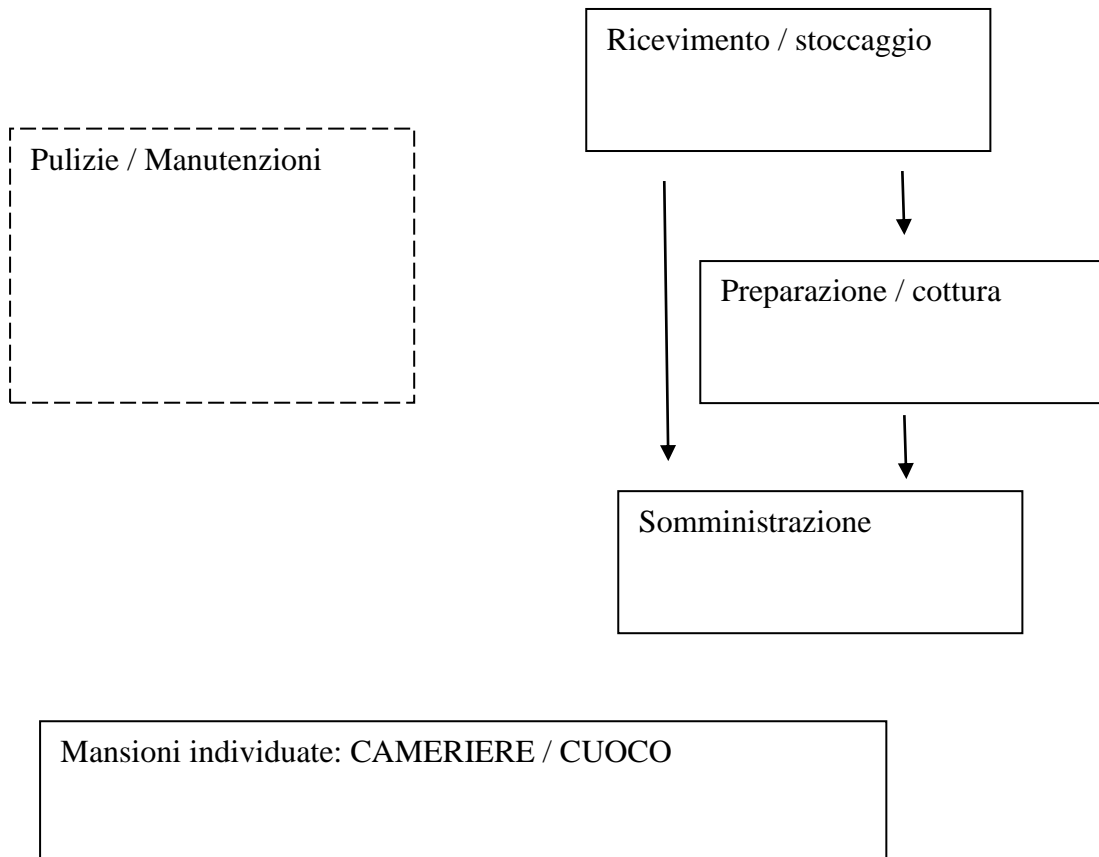 Ricevimento / stoccaggio
Pulizie / Manutenzioni
Preparazione / cottura
Somministrazione
Mansioni individuate: CAMERIERE / CUOCO